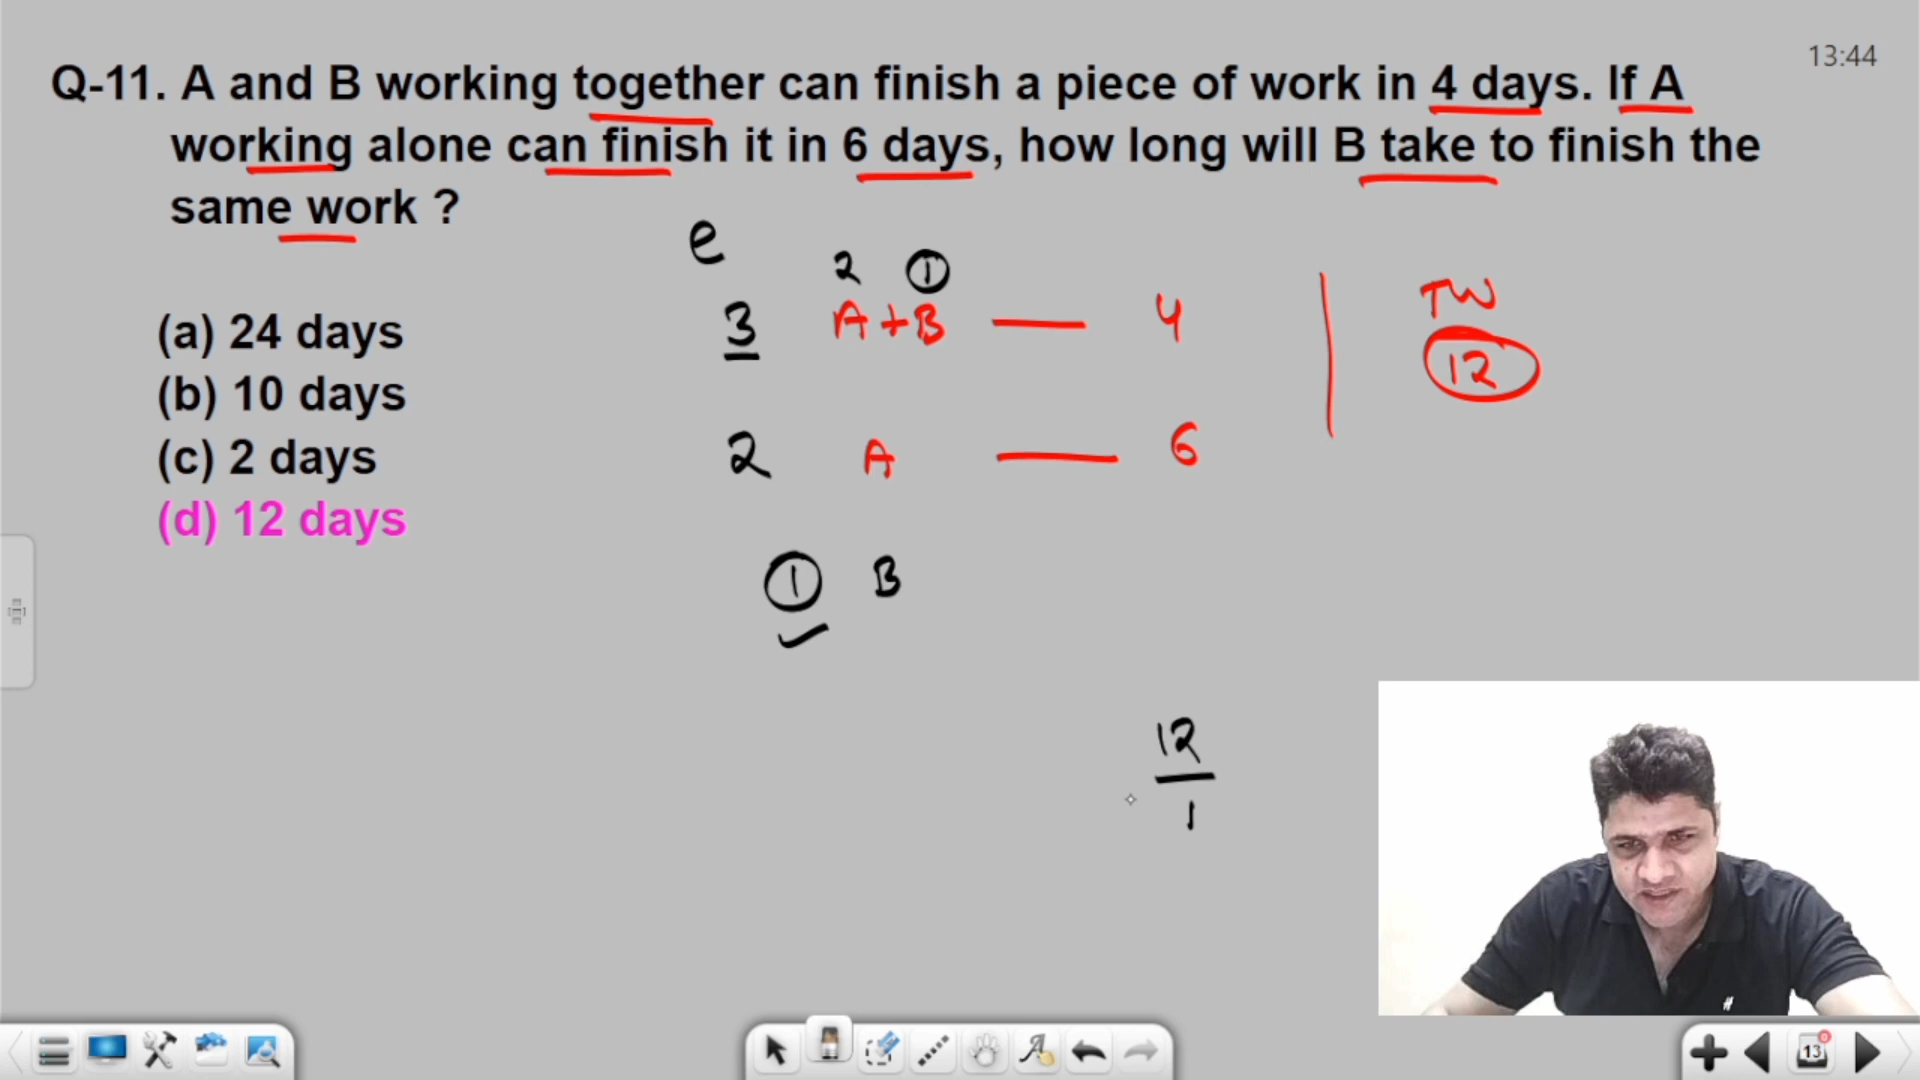 13:44
Q-11. A and B working together can finish a piece of work in 4 days. If A
working alone can finish it in 6 days, how long will B take to finish the
same work ?
e
2 1
3 A+B — 4
TW
12
(a) 24 days
(b) 10 days
(c) 2 days
(d) 12 days
2 A — 6
1 B
12
1
13
0